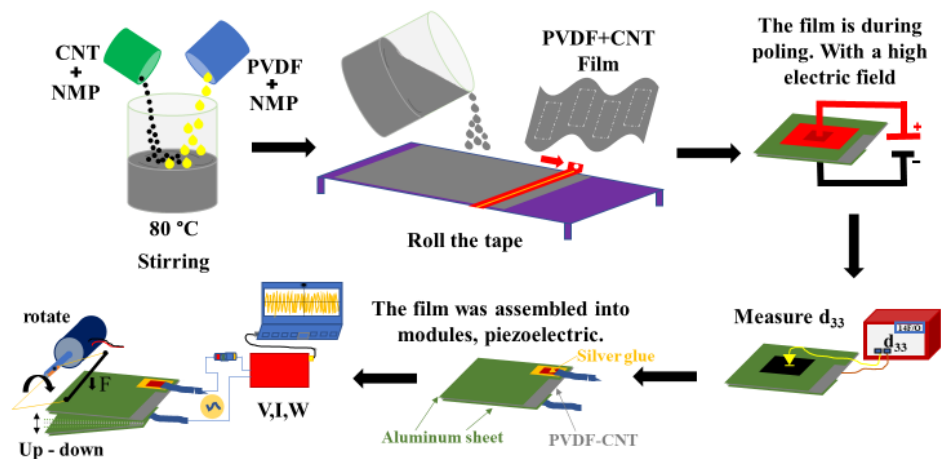 CNT
+
NMP
PVDF
+
NMP
80 °C
Stirring
PVDF+CNT
Film
Roll the tape
The film is during
poling. With a high
electric field
+
-
Measure d33
d33
The film was assembled into
modules, piezoelectric.
Silver glue
Aluminum sheet
PVDF-CNT
rotate
F
Up - down
V,I,W